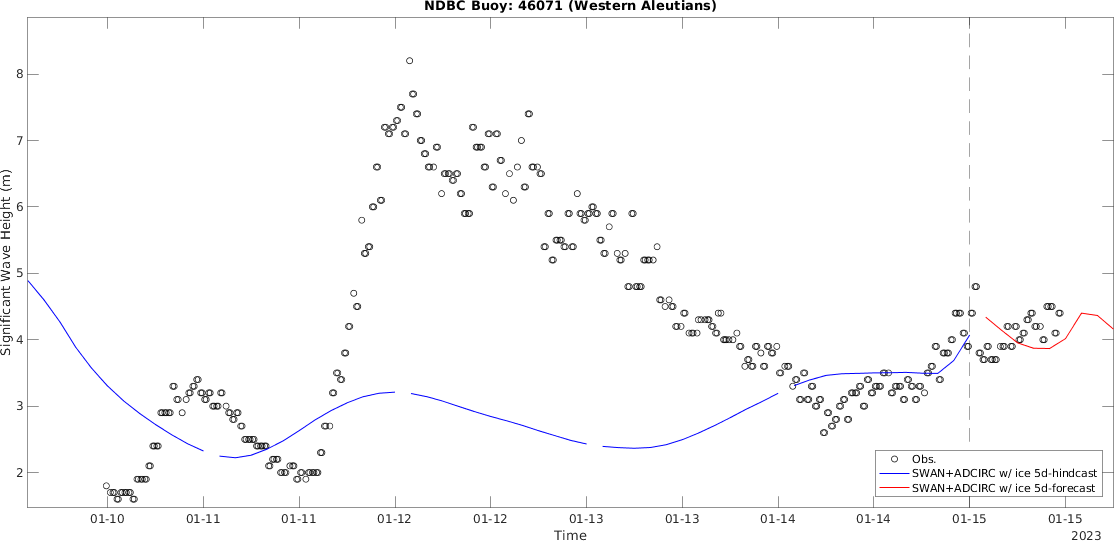 NDBC Buoy: 46071 (Western Aleutians)
8
7
6
5
4
3
2
Significant Wave Height (m)
Obs.
SWAN+ADCIRC w/ ice 5d-hindcast
SWAN+ADCIRC w/ ice 5d-forecast
01-10 01-11 01-11 01-12 01-12 01-13 01-13 01-14 01-14 01-15 01-15
Time
2023